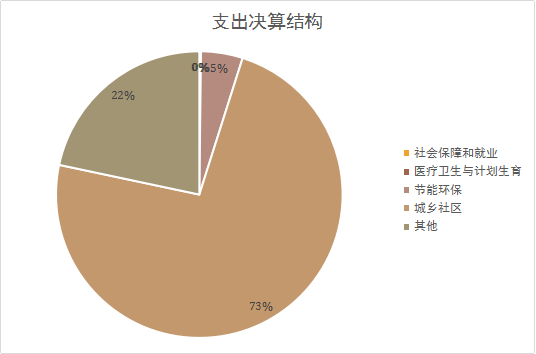 支出决算结构
0%
0%
5%
22%
73%
社会保障和就业
医疗卫生与计划生育
节能环保
城乡社区
其他